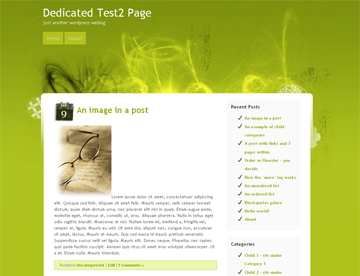 Dedicated Test2 Page
just another wordpress weblog
Home
About
9
An image in a post
Lorem ipsum dolor sit amet, consectetuer adipiscing
elit. Quisque sed felis. Aliquam sit amet felis. Mauris semper, velit semper laoreet
dictum, quam diam dictum urna, nec placerat elit nisl in quam. Etiam augue pede,
molestie eget, rhoncus at, convallis ut, eros. Aliquam pharetra. Nulla in tellus eget
odio sagittis blandit. Maecenas at nisl. Nullam lorem mi, eleifend a, fringilla vel,
semper at, ligula. Mauris eu wisi. Ut ante dui, aliquet nec, congue non, accumsan
sit amet, lectus. Mauris et mauris. Duis sed massa id mauris pretium venenatis.
Suspendisse cursus velit vel ligula. Mauris elit. Donec neque. Phasellus nec sapien
quis pede facilisis suscipit. Aenean quis risus sit amet eros volutpat ullamcorper. Ut
a mi. Etiam nulla. Mauris interdum.
Posted in Uncategorized | Edit | 5 Comments »
Recent Posts
An image in a post
An example of child
categories
A post with links and 3
pages within
Order or Disorder - you
decide
How the 'more' tag works
An unordered list
An ordered list
Blockquotes galore
Hello world!
About
Categories
Child 1 - sits under
Category 1
Child 2 - sits under